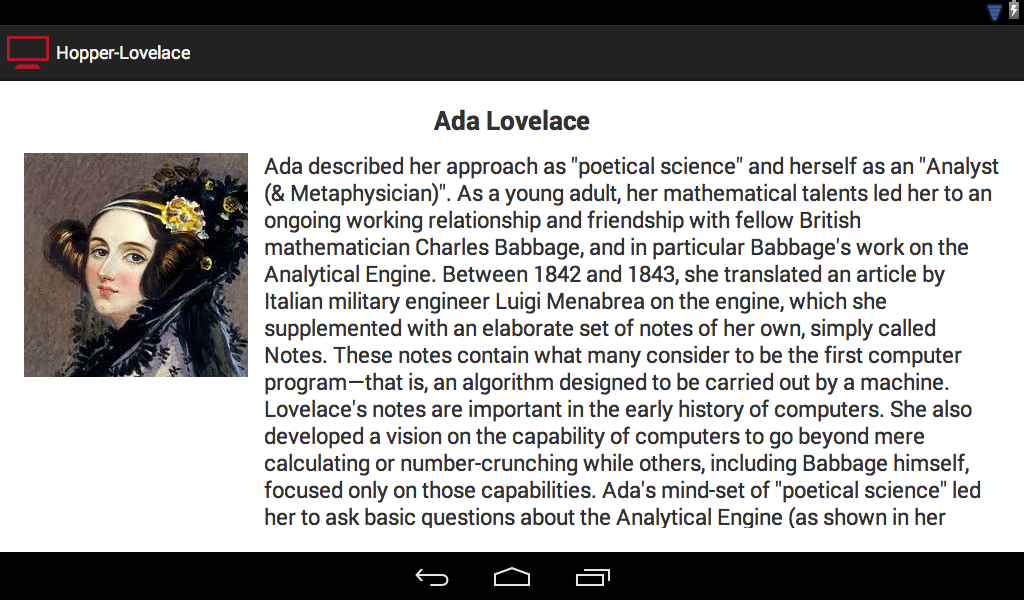 Hopper-Lovelace
Ada Lovelace
Ada described her approach as "poetical science" and herself as an "Analyst
(& Metaphysician)". As a young adult, her mathematical talents led her to an
ongoing working relationship and friendship with fellow British
mathematician Charles Babbage, and in particular Babbage's work on the
Analytical Engine. Between 1842 and 1843, she translated an article by
Italian military engineer Luigi Menabrea on the engine, which she
supplemented with an elaborate set of notes of her own, simply called
Notes. These notes contain what many consider to be the first computer
program—that is, an algorithm designed to be carried out by a machine.
Lovelace's notes are important in the early history of computers. She also
developed a vision on the capability of computers to go beyond mere
calculating or number-crunching while others, including Babbage himself,
focused only on those capabilities. Ada's mind-set of "poetical science" led
her to ask basic questions about the Analytical Engine (as shown in her